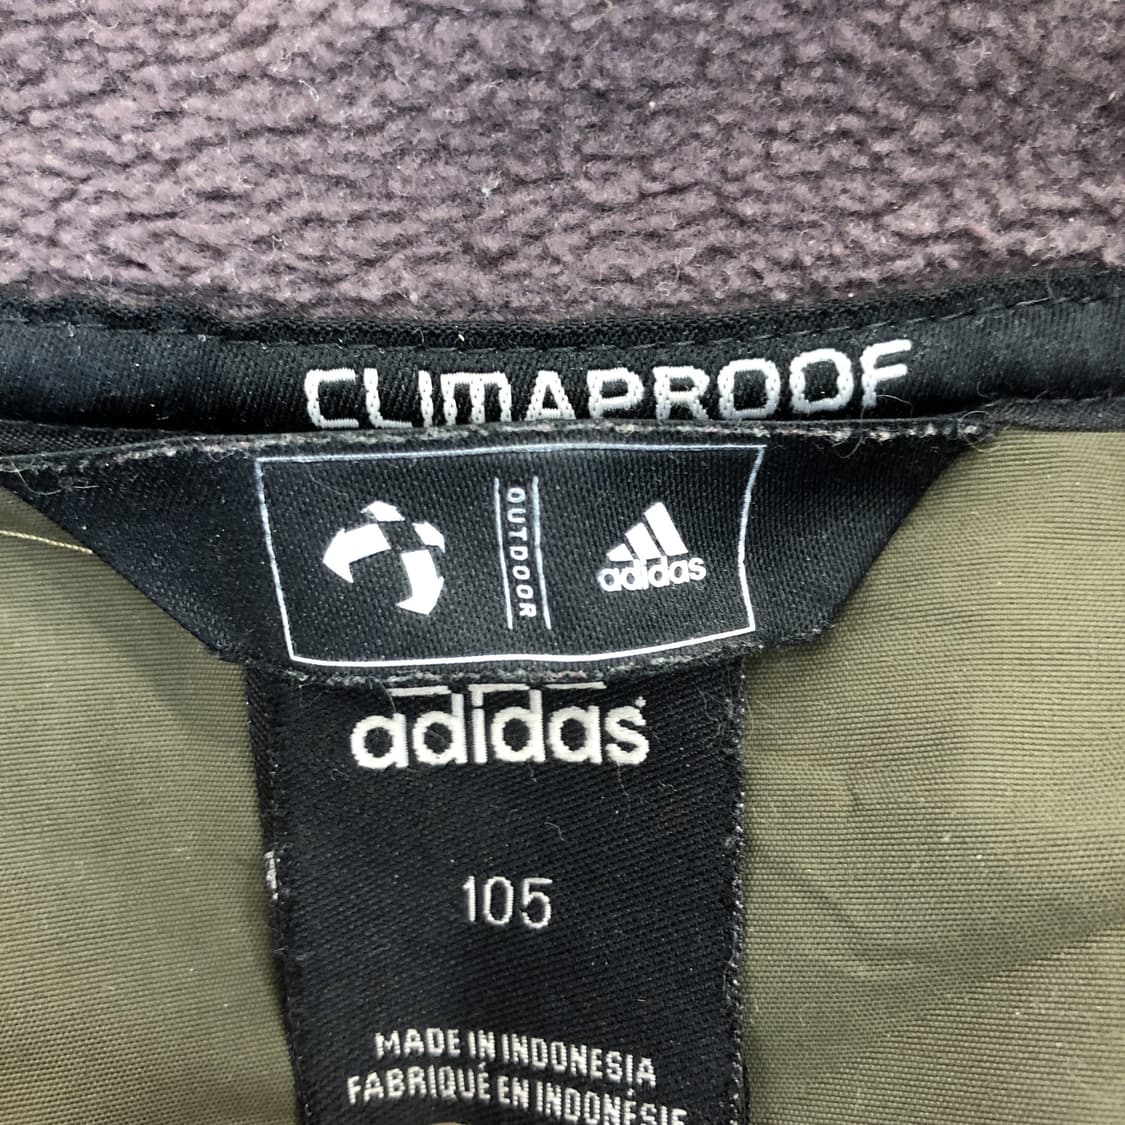 CLIMAPROOF
OUTDOOR
adidas
adidas
105
MADE IN INDONESIA
FABRIQUÉ EN INDONÉSIE